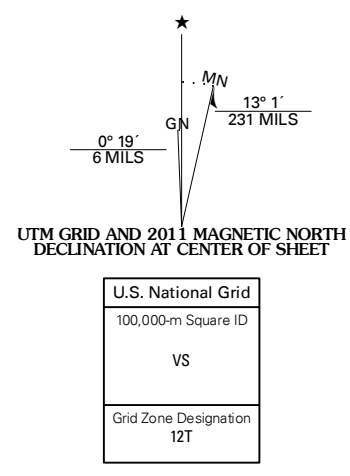 ★
MN
13° 1´
231 MILS
GN
0° 19´
6 MILS
UTM GRID AND 2011 MAGNETIC NORTH
DECLINATION AT CENTER OF SHEET
U.S. National Grid
100,000-m Square ID
VS
Grid Zone Designation
12T